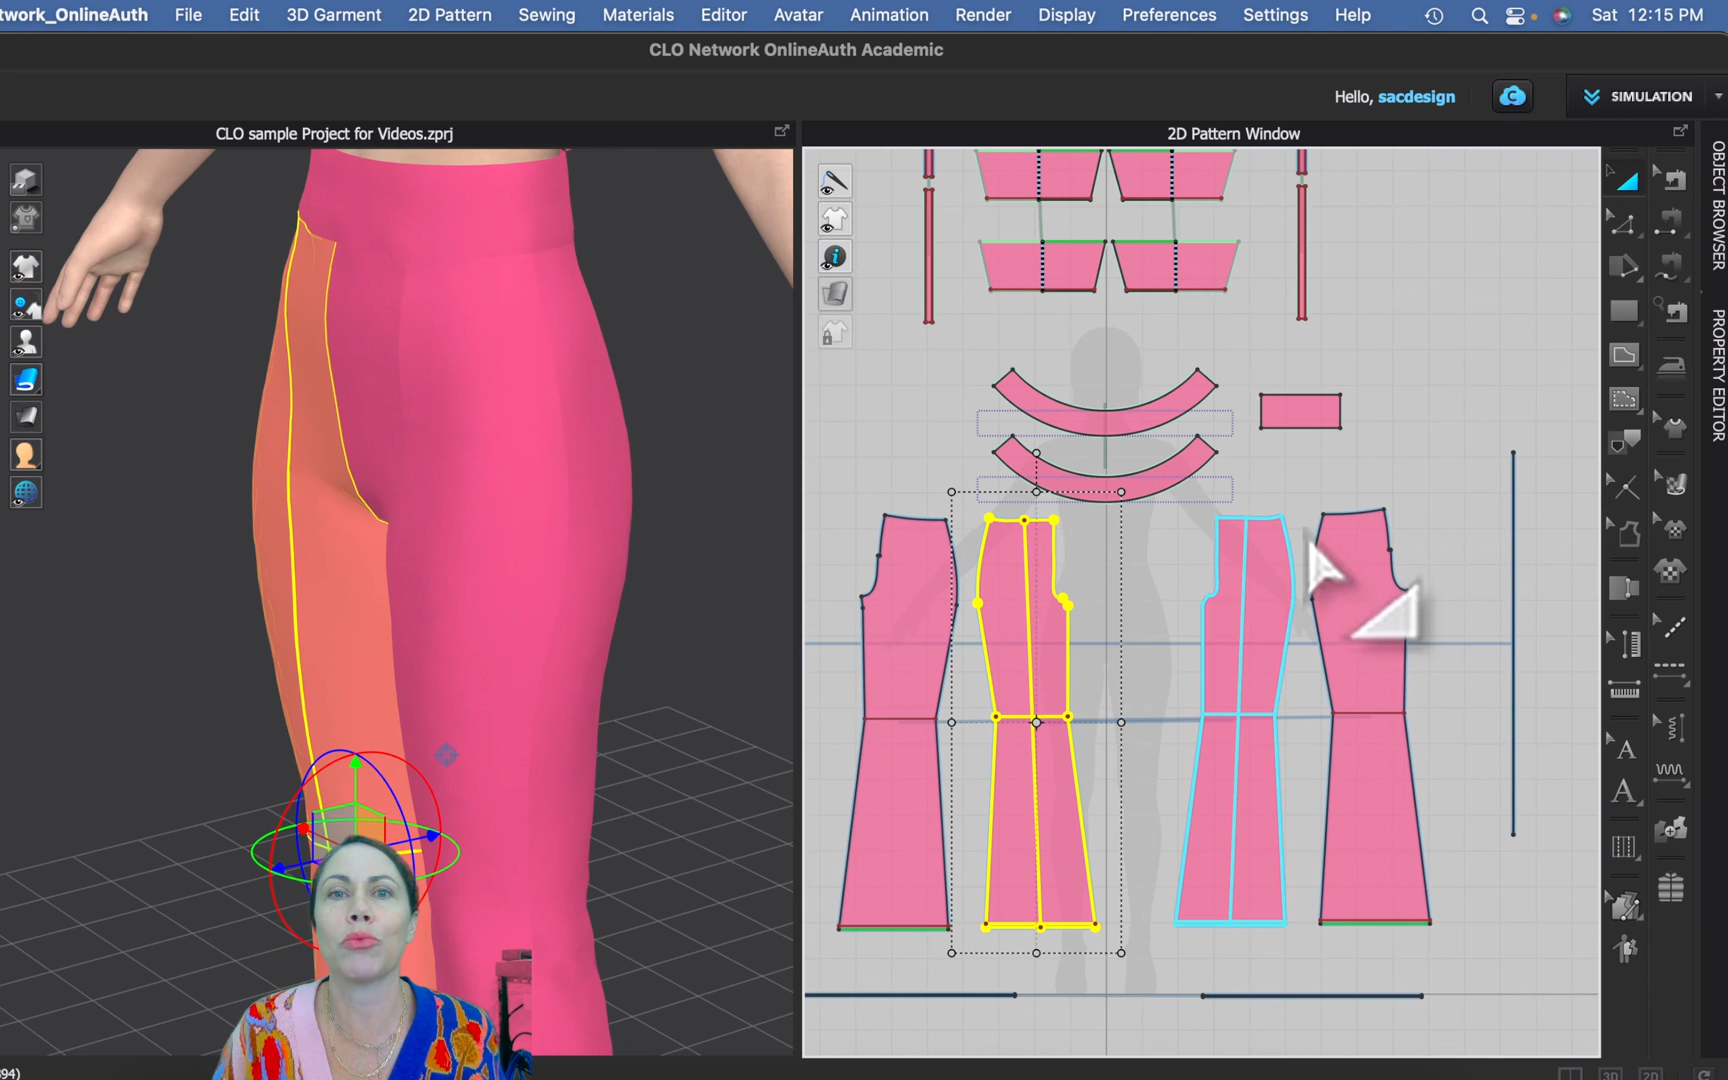 twork_OnlineAuth File Edit 3D Garment 2D Pattern Sewing Materials Editor Avatar Animation Render Display Preferences Settings Help Sat 12:15 PM
CLO Network OnlineAuth Academic
Hello, sacdesign
SIMULATION
CLO sample Project for Videos.zprj
2D Pattern Window
OBJECT BROWSER
PROPERTY EDITOR
A
A
394)
3D
2D